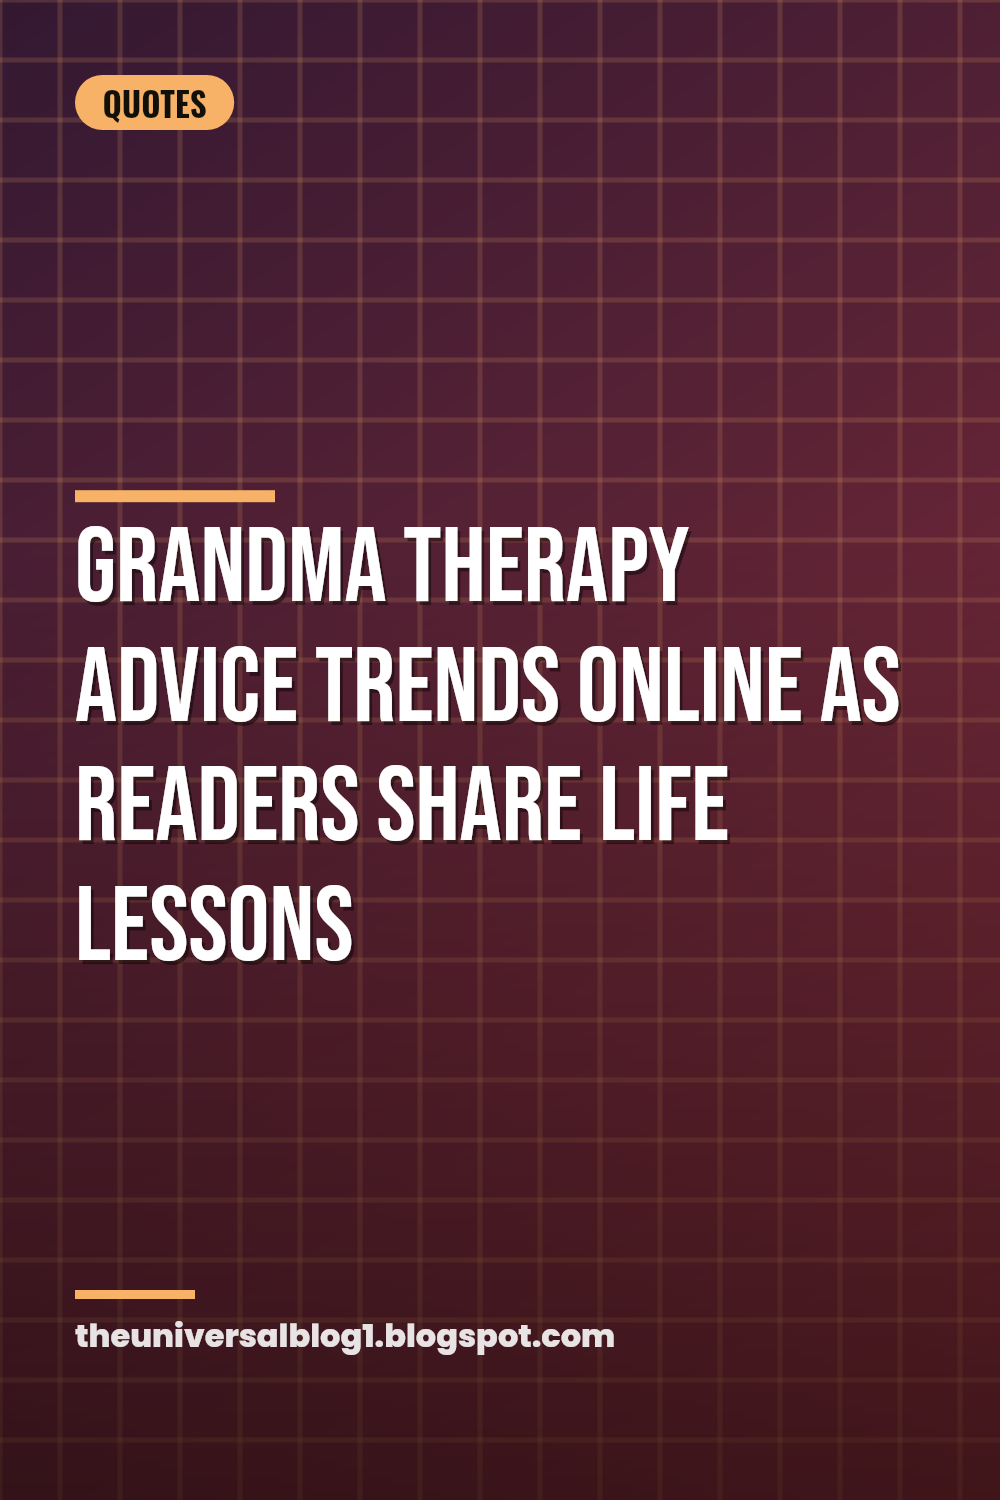 QUOTES
GRANDMA THERAPY
ADVICE TRENDS ONLINE AS
READERS SHARE LIFE
LESSONS
theuniversalblog1.blogspot.com